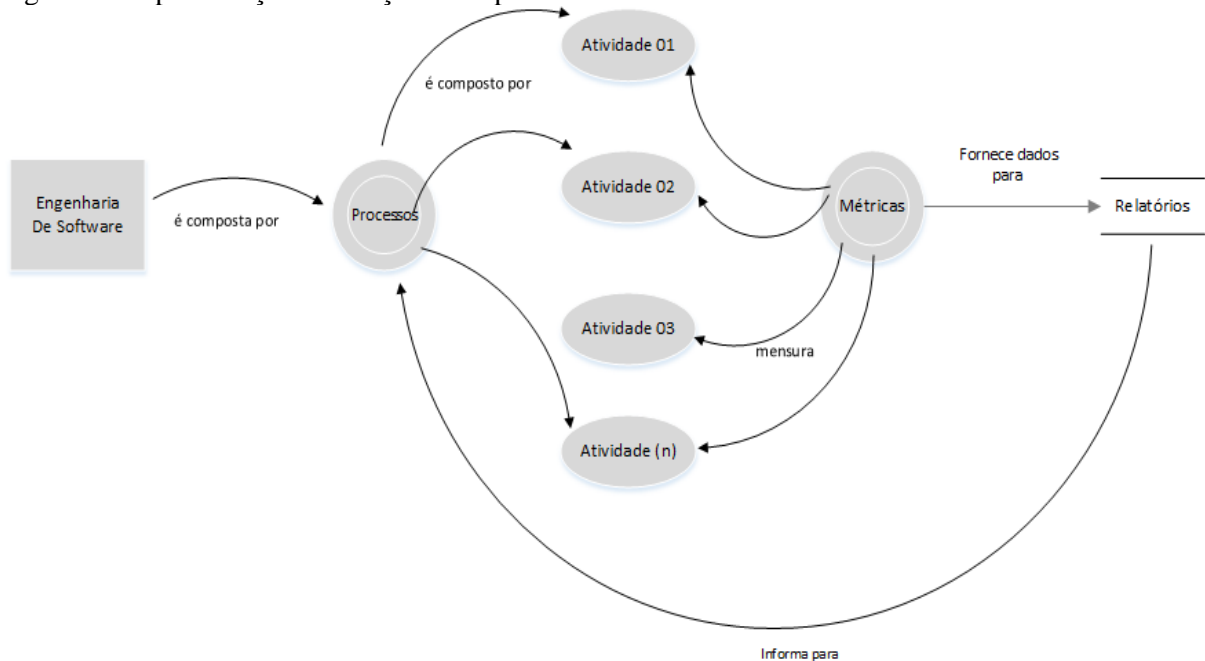 Atividade 01
é composto por
Fornece dados
para
Engenharia
De Software
é composta por
Processos
Atividade 02
Métricas
Relatórios
Atividade 03
mensura
Atividade (n)
Informa para